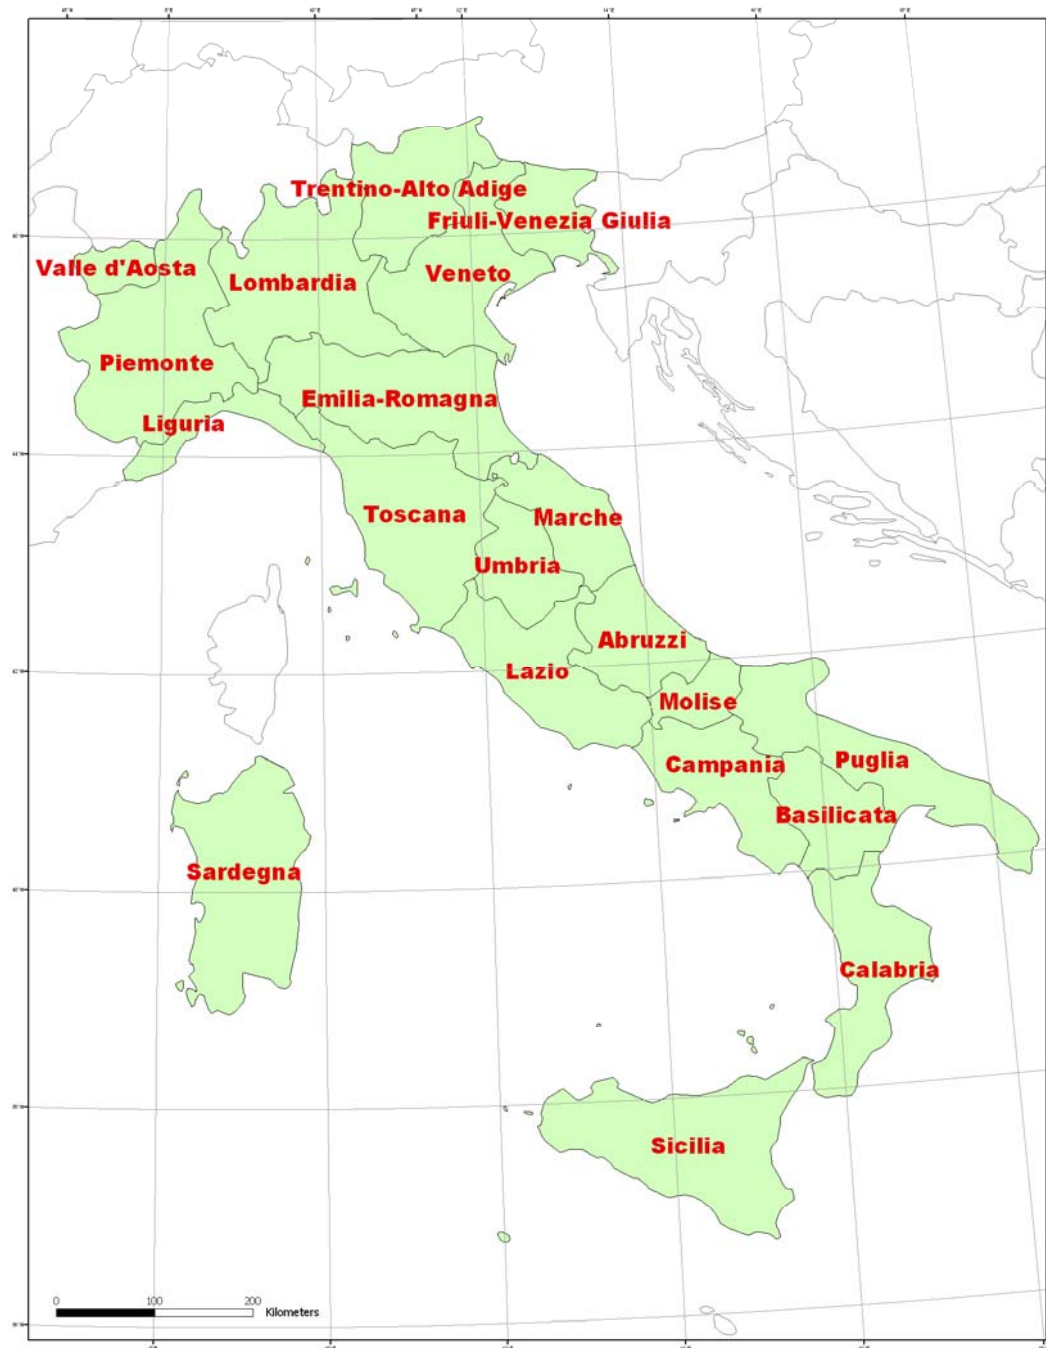 Trentino-Alto Adige
Friuli-Venezia Giulia
Valle d'Aosta
Lombardia
Veneto
Piemonte
Emilia-Romagna
Liguria
Toscana
Marche
Umbria
Abruzzi
Lazio
Molise
Campania
Puglia
Basilicata
Sardegna
Calabria
Sicilia
0 100 200 Kilometers